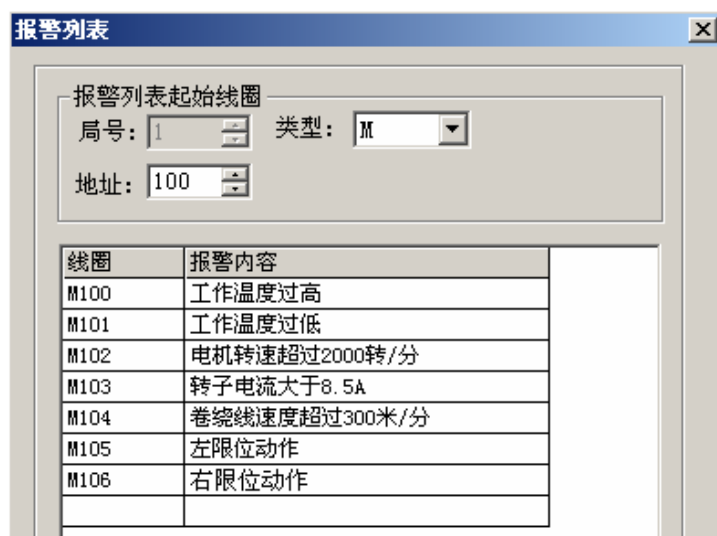 报警列表
报警列表起始线圈
局号: 1 类型: M
地址: 100
线圈 报警内容
M100 工作温度过高
M101 工作温度过低
M102 电机转速超过2000转/分
M103 转子电流大于8.5A
M104 卷绕线速度超过300米/分
M105 左限位动作
M106 右限位动作